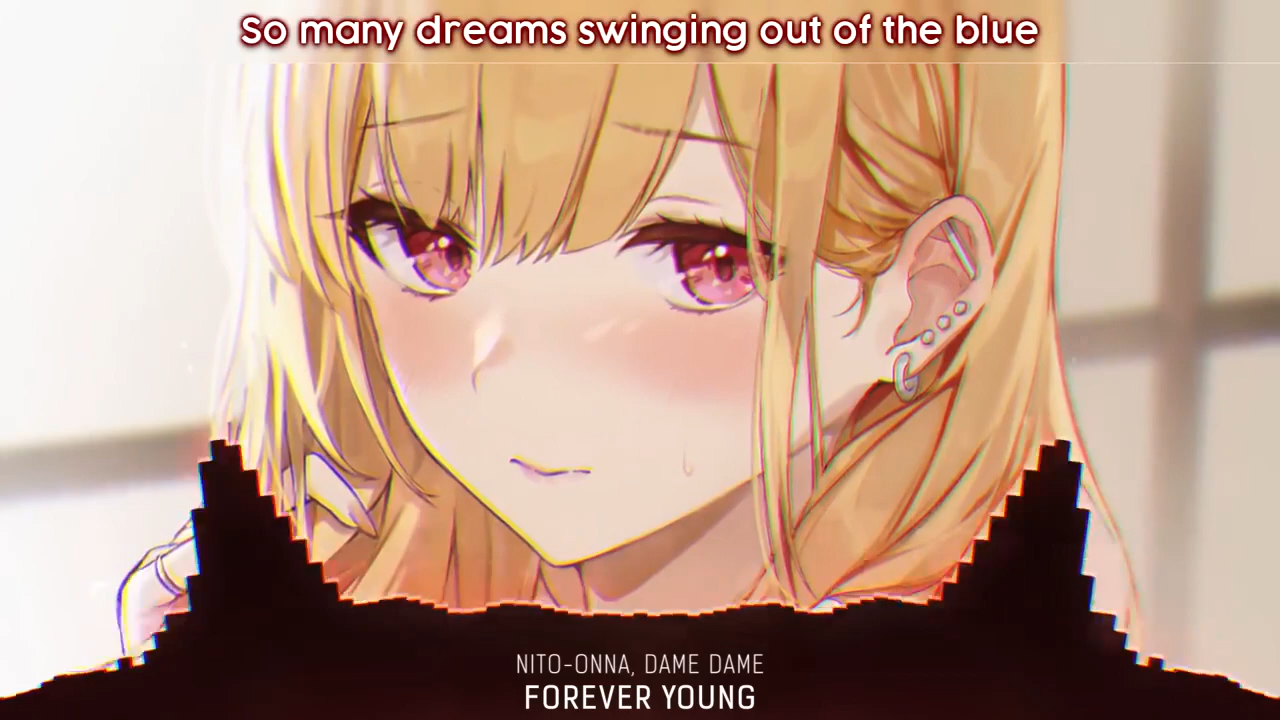 So many dreams swinging out of the blue
NITO-ONNA, DAME DAME
FOREVER YOUNG